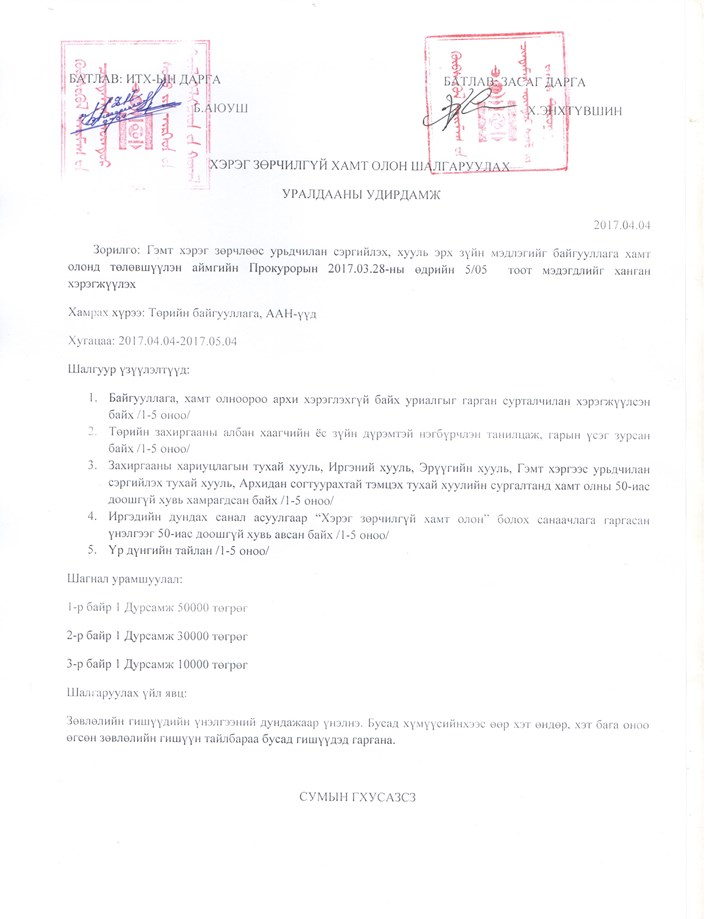 БАТЛАВ: ИТХ-ЫН ДАРГА
БАТЛАВ: ЗАСАГ ДАРГА
Б.АЮУШ
Х.ЭНХТҮВШИН
ХЭРЭГ ЗӨРЧИЛГҮЙ ХАМТ ОЛОН ШАЛГАРУУЛАХ
УРАЛДААНЫ УДИРДАМЖ
2017.04.04
Зорилго: Гэмт хэрэг зөрчлөөс урьдчилан сэргийлэх, хууль эрх зүйн мэдлэгийг байгууллага хамт
олонд төлөвшүүлэн аймгийн Прокурорын 2017.03.28-ны өдрийн 5/05 тоот мэдэгдлийг ханган
хэрэгжүүлэх
Хамрах хүрээ: Төрийн байгууллага, ААН-үүд
Хугацаа: 2017.04.04-2017.05.04
Шалгуур үзүүлэлтүүд:
1. Байгууллага, хамт олноороо архи хэрэглэхгүй байх уриалгыг гарган сурталчилан хэрэгжүүлсэн
байх /1-5 оноо/
2. Төрийн захиргааны албан хаагчийн ёс зүйн дүрэмтэй нэгбүрчлэн танилцаж, гарын үсэг зурсан
байх /1-5 оноо/
3. Захиргааны хариуцлагын тухай хууль, Иргэний хууль, Эрүүгийн хууль, Гэмт хэргээс урьдчилан
сэргийлэх тухай хууль, Архидан согтуурахтай тэмцэх тухай хуулийн сургалтанд хамт олны 50-иас
доошгүй хувь хамрагдсан байх /1-5 оноо/
4. Иргэдийн дундах санал асуулгаар “Хэрэг зөрчилгүй хамт олон” болох санаачлага гаргасан
үнэлгээг 50-иас доошгүй хувь авсан байх /1-5 оноо/
5. Үр дүнгийн тайлан /1-5 оноо/
Шагнал урамшуулал:
1-р байр 1 Дурсамж 50000 төгрөг
2-р байр 1 Дурсамж 30000 төгрөг
3-р байр 1 Дурсамж 10000 төгрөг
Шалгаруулах үйл явц:
Зөвлөлийн гишүүдийн үнэлгээний дундажаар үнэлнэ. Бусад хүмүүсийнхээс өөр хэт өндөр, хэт бага оноо
өгсөн зөвлөлийн гишүүн тайлбараа бусад гишүүдэд гаргана.
СУМЫН ГХУСАЗСЗ